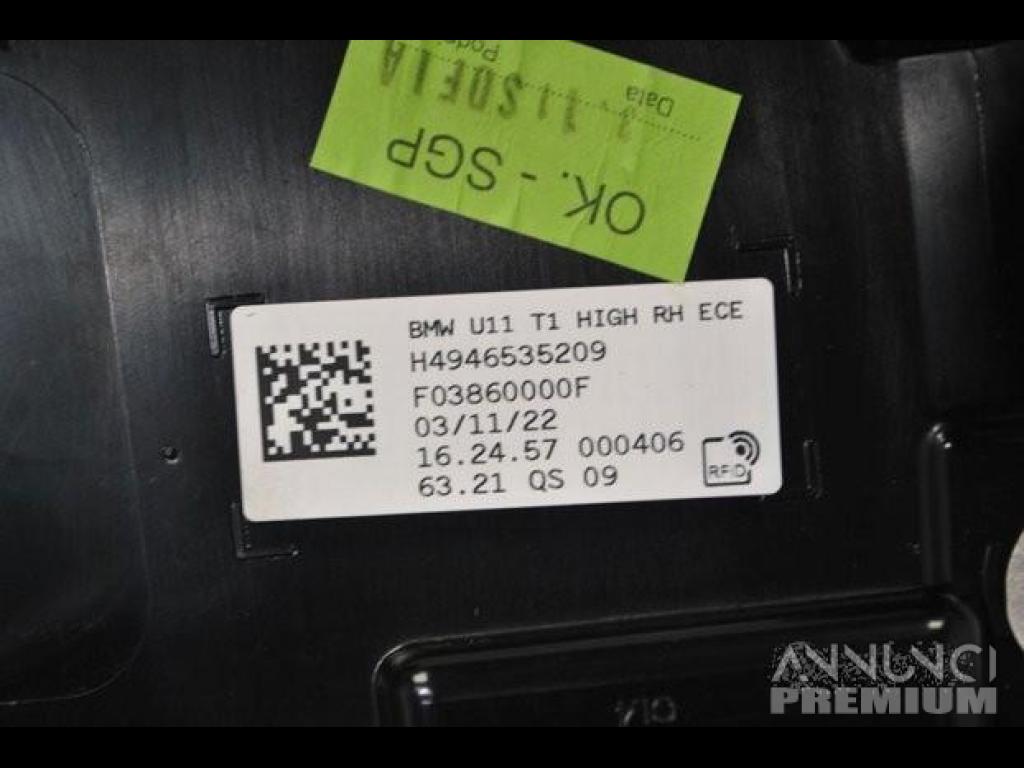 Data
OK. - SGP
BMW U11 T1 HIGH RH ECE
H4946535209
F03860000F
03/11/22
16.24.57 000406
63.21 QS 09
RFID
ANNUNCI
PREMIUM